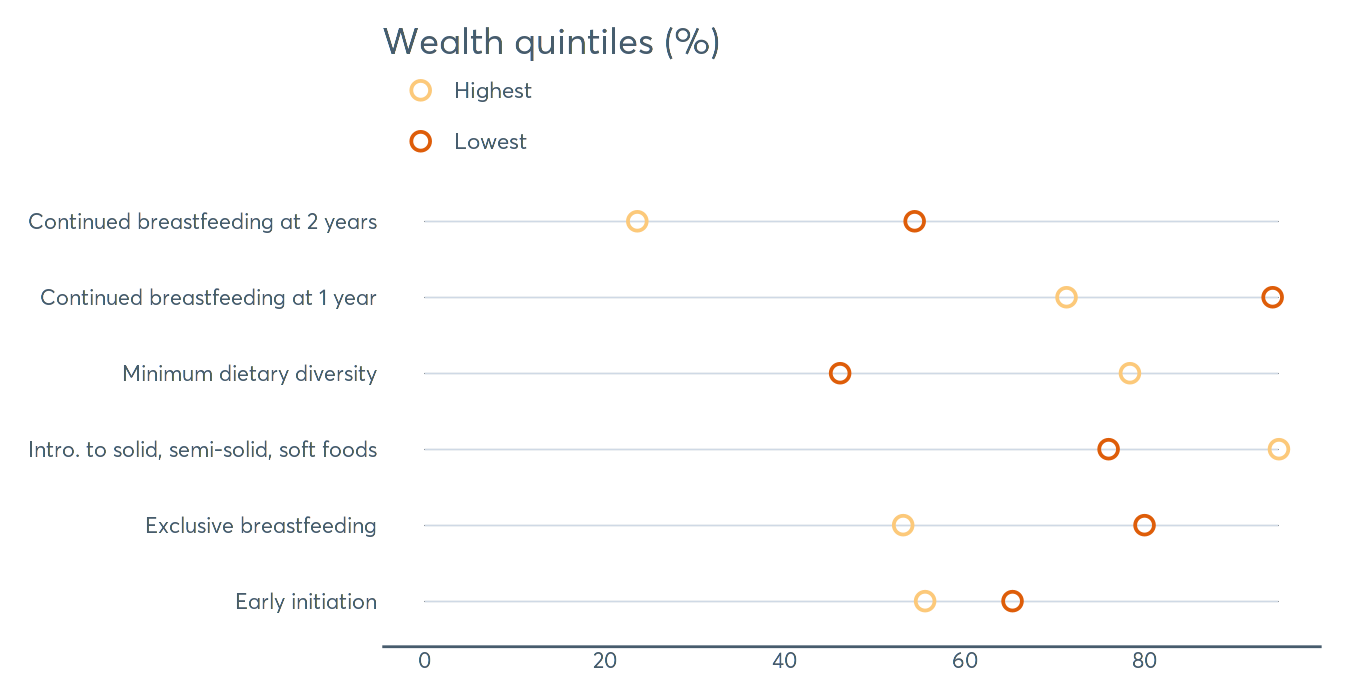 Wealth quintiles (%)
Highest
Lowest
Continued breastfeeding at 2 years
Continued breastfeeding at 1 year
Minimum dietary diversity
Intro. to solid, semi-solid, soft foods
Exclusive breastfeeding
Early initiation
0 20 40 60 80